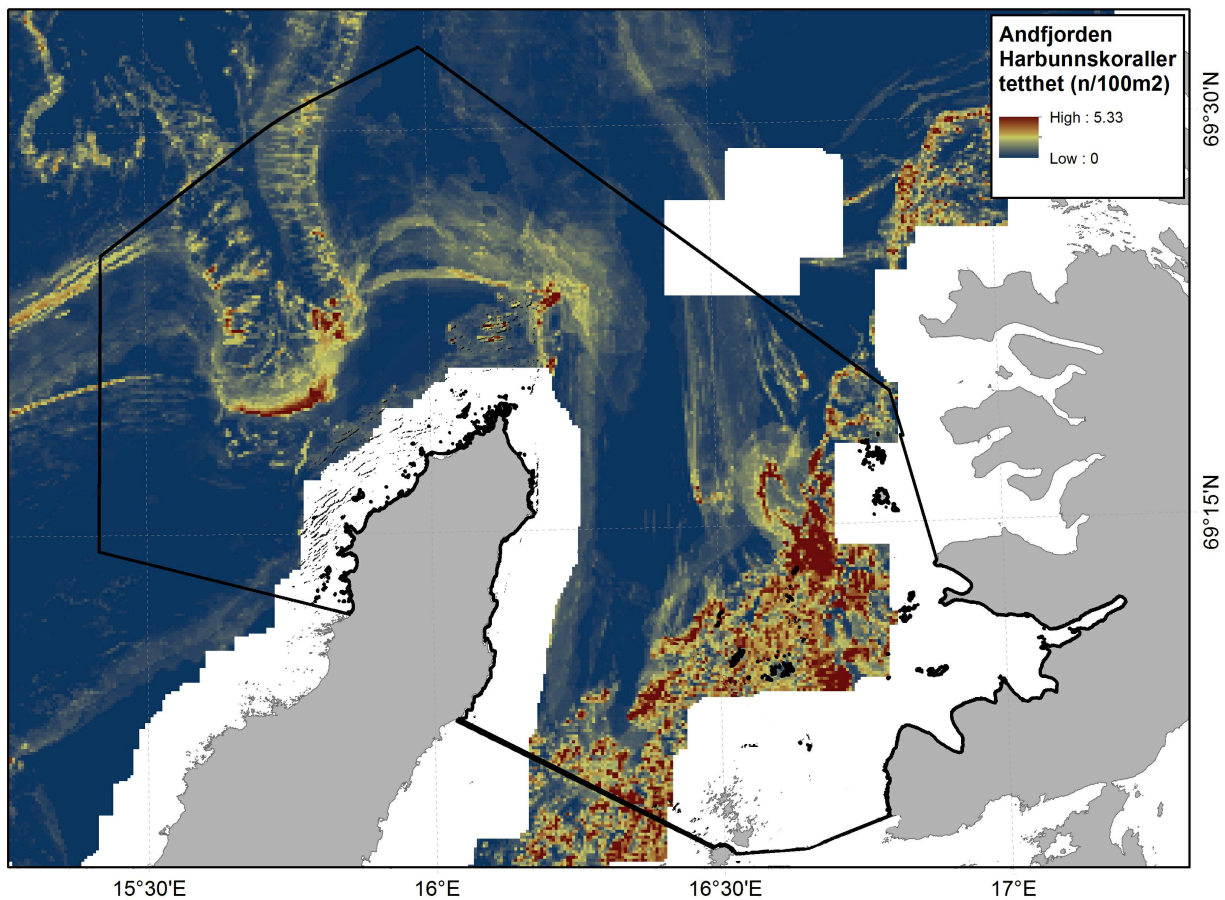 Andfjorden
Harbunnskoraller
tetthet (n/100m2)
High : 5.33
Low : 0
69°30'N
69°15'N
15°30'E
16°E
16°30'E
17°E